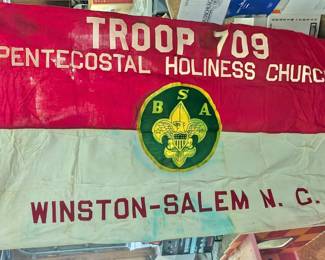 TROOP 709
PENTECOSTAL HOLINESS CHURCH
BSA
WINSTON-SALEM N. C.